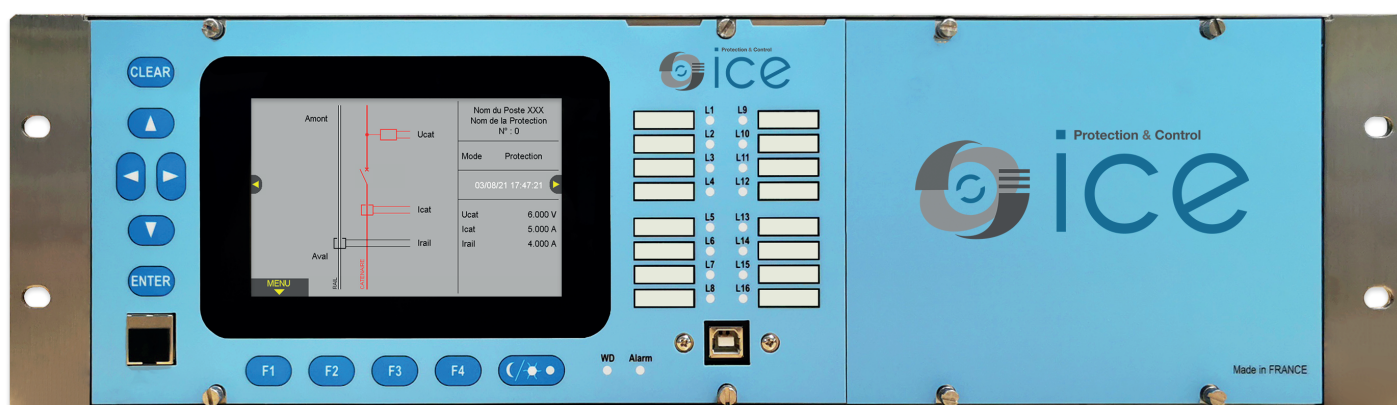 CLEAR
ENTER
Amont
Ucat
Icat
Irail
Aval
RAIL
CATENAIRE
MENU
Nom du Poste XXX
Nom de la Protection
N° : 0
Mode Protection
03/08/21 17:47:21
Ucat 6.000 V
Icat 5.000 A
Irail 4.000 A
F1 F2 F3 F4
WD Alarm
Protection & Control
ice
L1 L9
L2 L10
L3 L11
L4 L12
L5 L13
L6 L14
L7 L15
L8 L16
Protection & Control
ice
Made in FRANCE